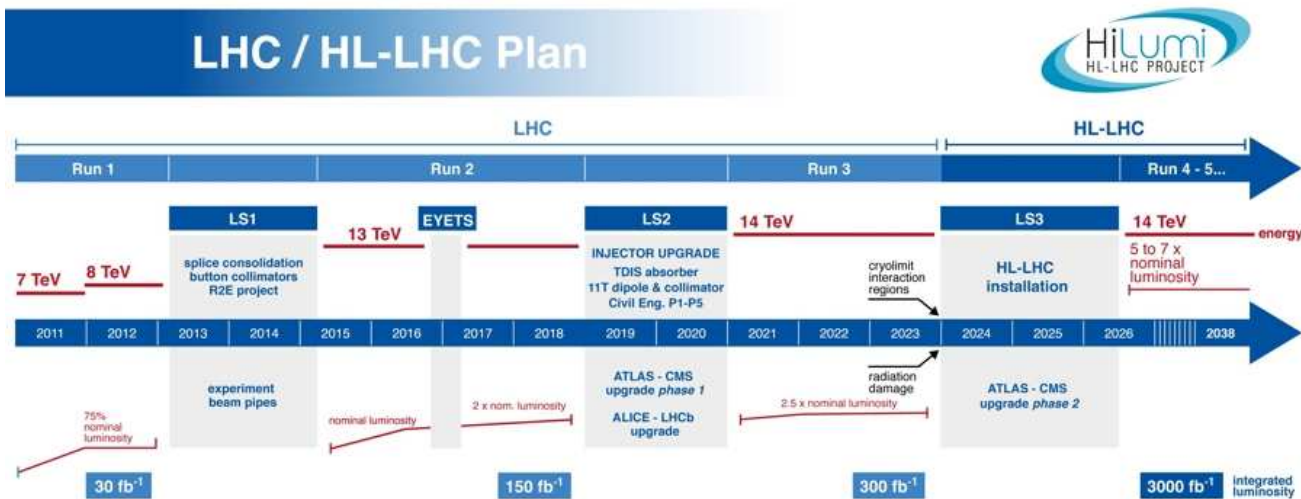 LHC / HL-LHC Plan
HiLumi
HL-LHC PROJECT
LHC
HL-LHC
Run 1
Run 2
Run 3
Run 4 - 5...
LS1
EYETS
LS2
LS3
7 TeV
8 TeV
splice consolidation
button collimators
R2E project
13 TeV
INJECTOR UPGRADE
TDIS absorber
11T dipole & collimator
Civil Eng. P1-P5
14 TeV
cryolimit
interaction
regions
HL-LHC
installation
14 TeV
energy
5 to 7 x
nominal
luminosity
2011
2012
2013
2014
2015
2016
2017
2018
2019
2020
2021
2022
2023
2024
2025
2026
2038
75%
nominal
luminosity
experiment
beam pipes
nominal luminosity
2 x nom. luminosity
ATLAS - CMS
upgrade phase 1
ALICE - LHCb
upgrade
2.5 x nominal luminosity
radiation
damage
ATLAS - CMS
upgrade phase 2
30 fb⁻¹
150 fb⁻¹
300 fb⁻¹
3000 fb⁻¹
integrated
luminosity